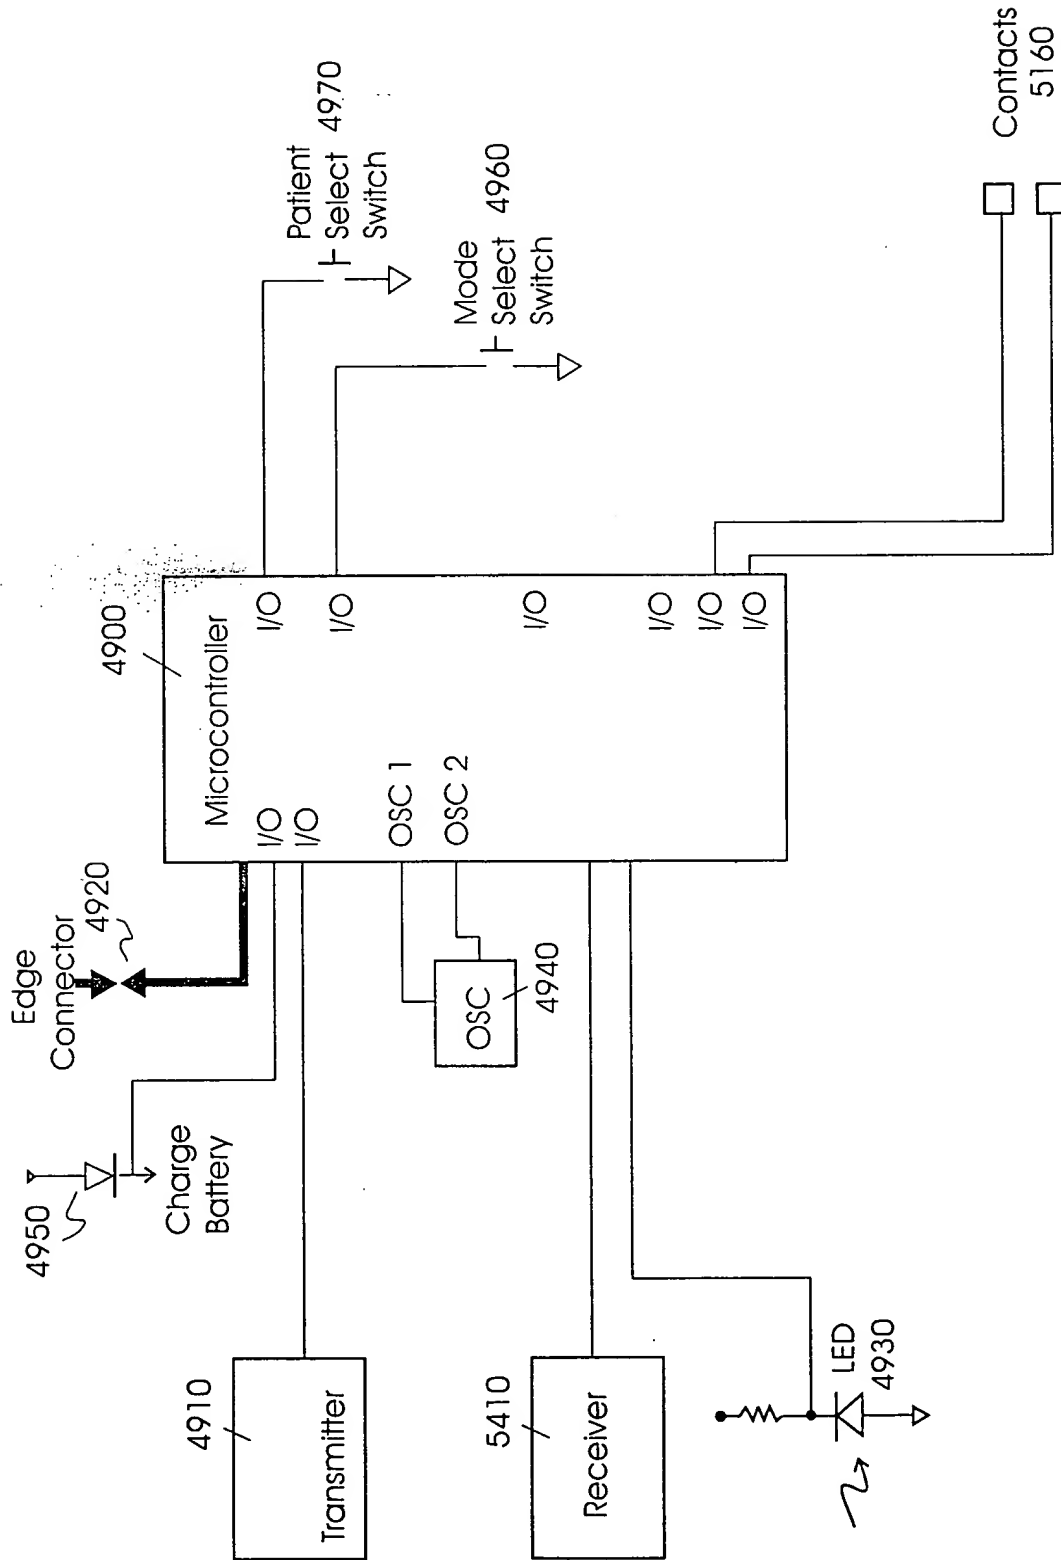 4950
Charge
Battery
Edge
Connector
4920
4900
Microcontroller
I/O
I/O
I/O
I/O
I/O
I/O
I/O
I/O
OSC 1
OSC 2
OSC
4940
Patient
Select 4970
Switch
Mode
Select 4960
Switch
4910
Transmitter
5410
Receiver
LED
4930
Contacts
5160